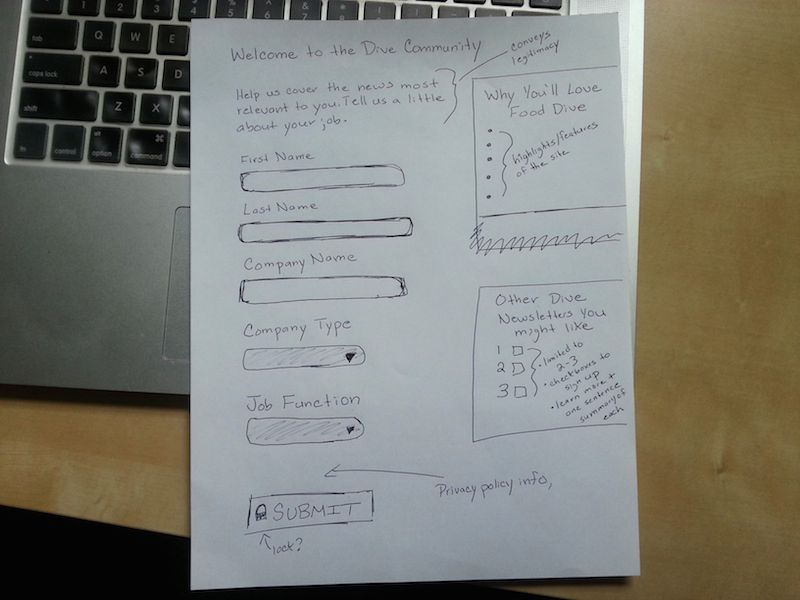 tab
Q
W
caps lock
A
S
D
shift
Z
X
fn
control
alt
option
⌘
command
Welcome to the Dive Community
conveys
legitimacy
Help us cover the news most
relevant to you. Tell us a little
about your job.
First Name
Last Name
Company Name
Company Type
Job Function
Privacy policy info,
SUBMIT
lock?
Why You'll Love
Food Dive
highlights/features
of the site
Other Dive
Newsletters You
might like
1
2
3
• limited to
2-3
• checkboxes to
sign up
• learn more +
one sentence
summary of
each